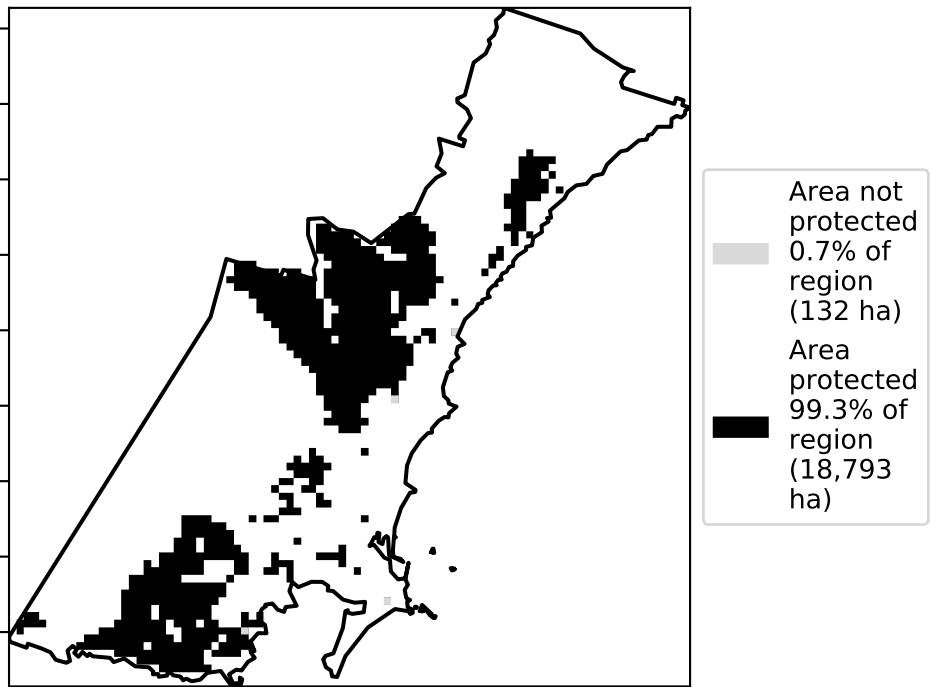 Area not
protected
0.7% of
region
(132 ha)
Area
protected
99.3% of
region
(18,793
ha)